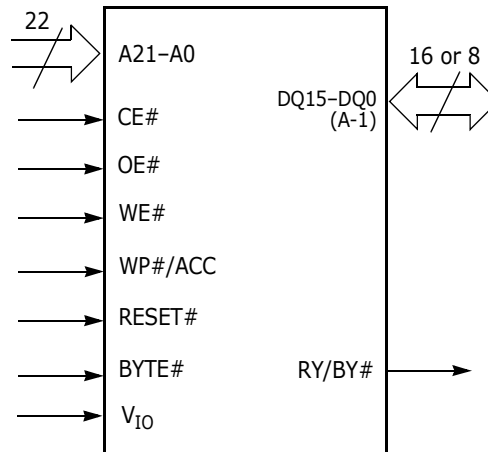 22
A21–A0
16 or 8
DQ15–DQ0
(A-1)
CE#
OE#
WE#
WP#/ACC
RESET#
BYTE#
RY/BY#
VIO